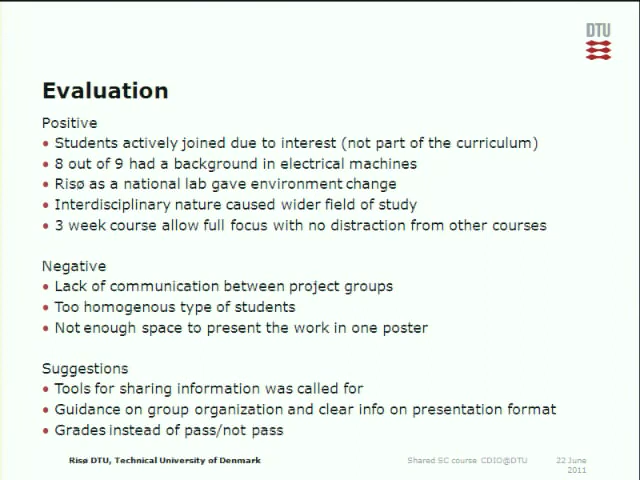 DTU
Evaluation
Positive
• Students actively joined due to interest (not part of the curriculum)
• 8 out of 9 had a background in electrical machines
• Risø as a national lab gave environment change
• Interdisciplinary nature caused wider field of study
• 3 week course allow full focus with no distraction from other courses
Negative
• Lack of communication between project groups
• Too homogenous type of students
• Not enough space to present the work in one poster
Suggestions
• Tools for sharing information was called for
• Guidance on group organization and clear info on presentation format
• Grades instead of pass/not pass
Risø DTU, Technical University of Denmark
Shared SC course CDIO@DTU
22 June
2011